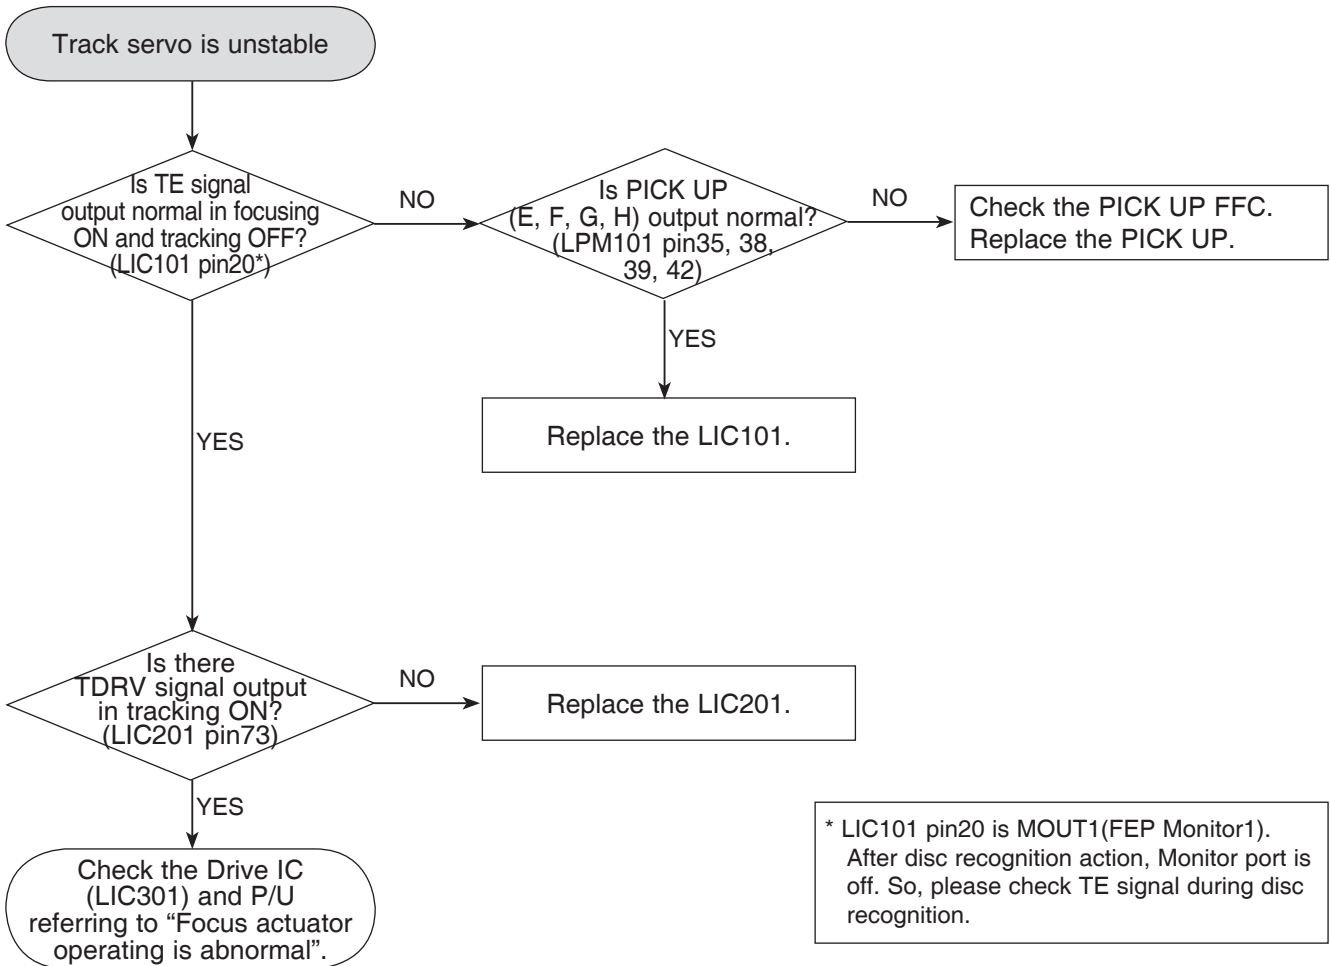 Track servo is unstable
Is TE signal
output normal in focusing
ON and tracking OFF?
(LIC101 pin20*)
NO
Is PICK UP
(E, F, G, H) output normal?
(LPM101 pin35, 38,
39, 42)
NO
Check the PICK UP FFC.
Replace the PICK UP.
YES
Replace the LIC101.
YES
Is there
TDRV signal output
in tracking ON?
(LIC201 pin73)
NO
Replace the LIC201.
YES
Check the Drive IC
(LIC301) and P/U
referring to “Focus actuator
operating is abnormal”.
* LIC101 pin20 is MOUT1(FEP Monitor1).
After disc recognition action, Monitor port is
off. So, please check TE signal during disc
recognition.